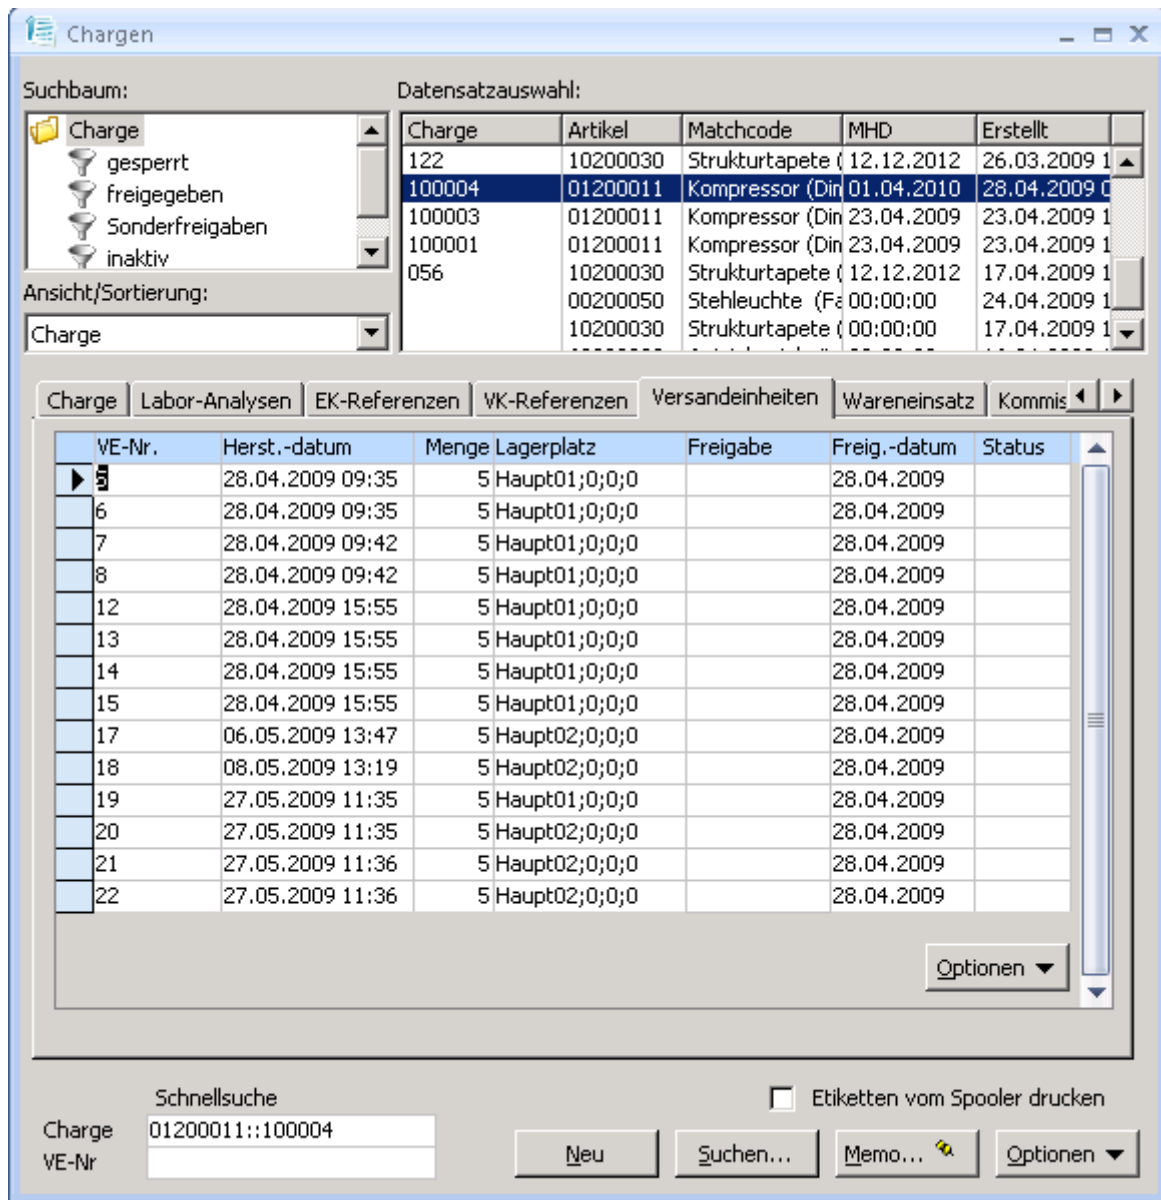 Chargen
Suchbaum:
Charge
gesperrt
freigegeben
Sonderfreigaben
inaktiv
Ansicht/Sortierung:
Charge
Datensatzauswahl:
Charge Artikel Matchcode MHD Erstellt
122 10200030 Strukturtapete ( 12.12.2012 26.03.2009 1
100004 01200011 Kompressor (Din 01.04.2010 28.04.2009 0
100003 01200011 Kompressor (Din 23.04.2009 23.04.2009 1
100001 01200011 Kompressor (Din 23.04.2009 23.04.2009 1
056 10200030 Strukturtapete ( 12.12.2012 17.04.2009 1
00200050 Stehleuchte (Fa 00:00:00 24.04.2009 1
10200030 Strukturtapete ( 00:00:00 17.04.2009 1
Charge Labor-Analysen EK-Referenzen VK-Referenzen Versandeinheiten Wareneinsatz Kommis
VE-Nr. Herst.-datum Menge Lagerplatz Freigabe Freig.-datum Status
5 28.04.2009 09:35 5 Haupt01;0;0;0 28.04.2009
6 28.04.2009 09:35 5 Haupt01;0;0;0 28.04.2009
7 28.04.2009 09:42 5 Haupt01;0;0;0 28.04.2009
8 28.04.2009 09:42 5 Haupt01;0;0;0 28.04.2009
12 28.04.2009 15:55 5 Haupt01;0;0;0 28.04.2009
13 28.04.2009 15:55 5 Haupt01;0;0;0 28.04.2009
14 28.04.2009 15:55 5 Haupt01;0;0;0 28.04.2009
15 28.04.2009 15:55 5 Haupt01;0;0;0 28.04.2009
17 06.05.2009 13:47 5 Haupt02;0;0;0 28.04.2009
18 08.05.2009 13:19 5 Haupt02;0;0;0 28.04.2009
19 27.05.2009 11:35 5 Haupt01;0;0;0 28.04.2009
20 27.05.2009 11:35 5 Haupt02;0;0;0 28.04.2009
21 27.05.2009 11:36 5 Haupt02;0;0;0 28.04.2009
22 27.05.2009 11:36 5 Haupt02;0;0;0 28.04.2009
Optionen
Schnellsuche
Etiketten vom Spooler drucken
Charge 01200011::100004
VE-Nr
Neu Suchen... Memo... Optionen